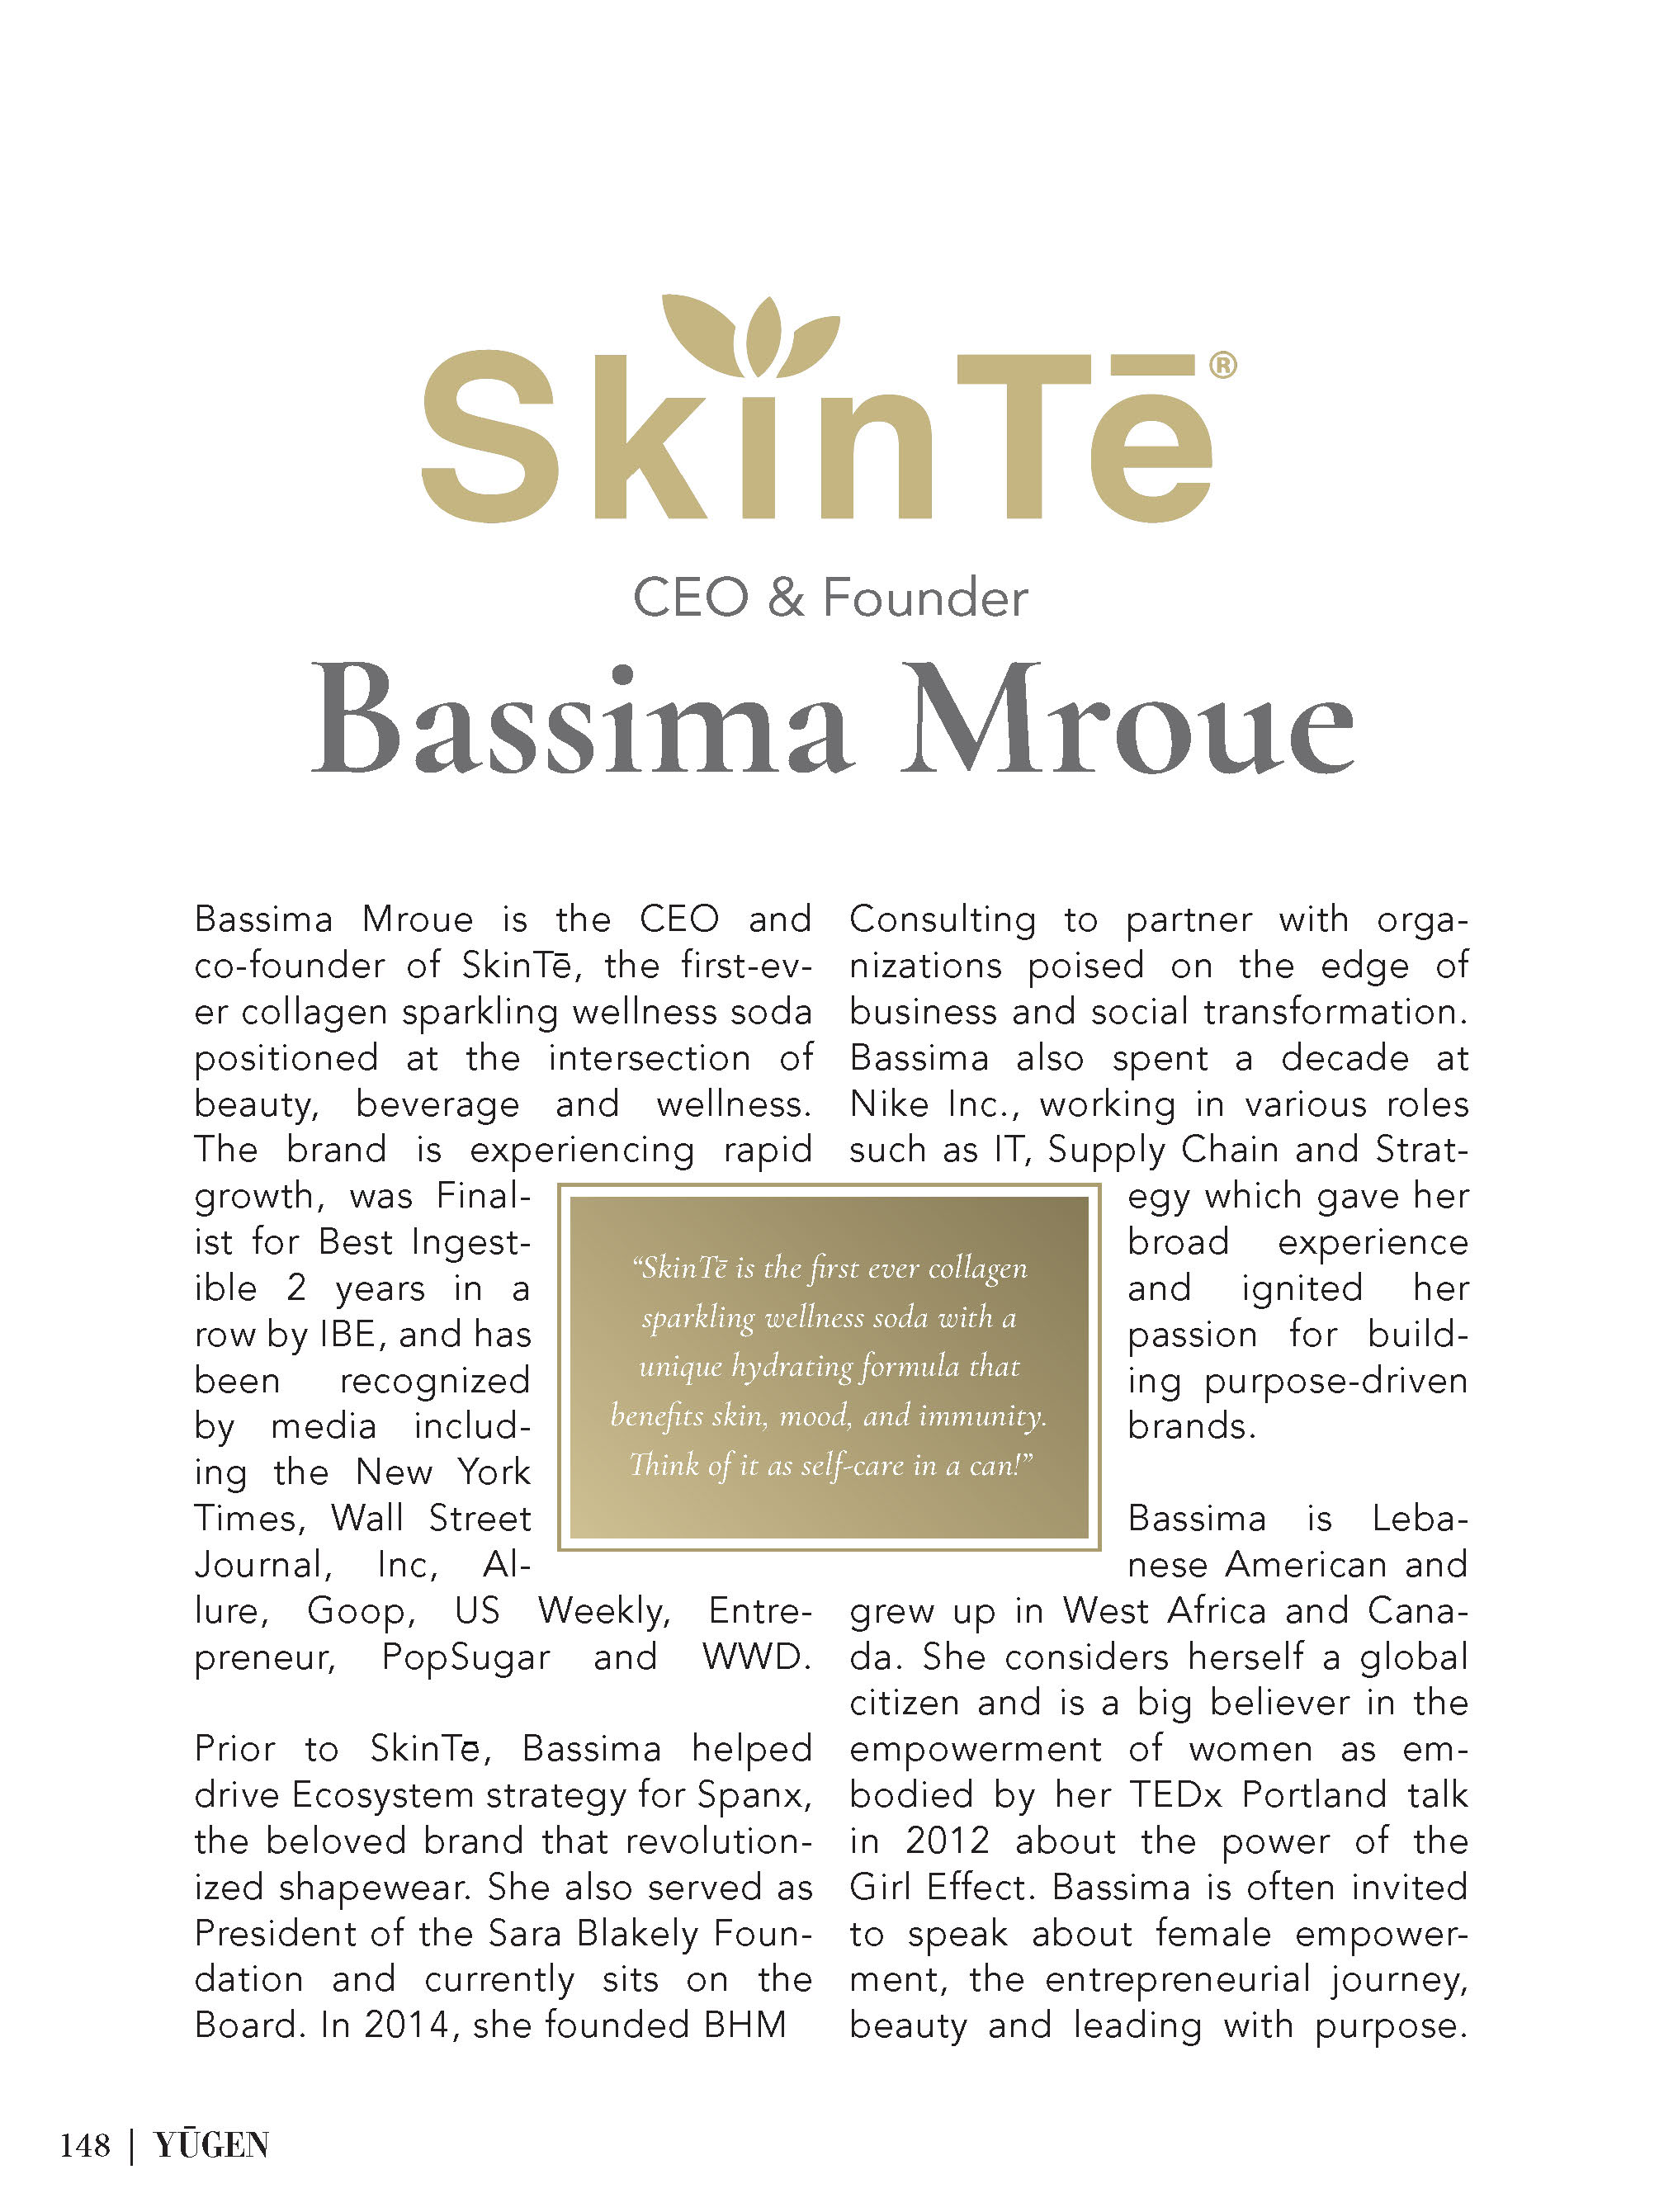 SkinTē®
CEO & Founder
Bassima Mroue
Bassima Mroue is the CEO and
co-founder of SkinTē, the first-ev-
er collagen sparkling wellness soda
positioned at the intersection of
beauty, beverage and wellness.
The brand is experiencing rapid
growth, was Final-
ist for Best Ingest-
ible 2 years in a
row by IBE, and has
been recognized
by media includ-
ing the New York
Times, Wall Street
Journal, Inc, Al-
lure, Goop, US Weekly, Entre-
preneur, PopSugar and WWD.
Prior to SkinTē, Bassima helped
drive Ecosystem strategy for Spanx,
the beloved brand that revolution-
ized shapewear. She also served as
President of the Sara Blakely Foun-
dation and currently sits on the
Board. In 2014, she founded BHM
Consulting to partner with orga-
nizations poised on the edge of
business and social transformation.
Bassima also spent a decade at
Nike Inc., working in various roles
such as IT, Supply Chain and Strat-
egy which gave her
broad experience
and ignited her
passion for build-
ing purpose-driven
brands.
Bassima is Leba-
nese American and
grew up in West Africa and Cana-
da. She considers herself a global
citizen and is a big believer in the
empowerment of women as em-
bodied by her TEDx Portland talk
in 2012 about the power of the
Girl Effect. Bassima is often invited
to speak about female empower-
ment, the entrepreneurial journey,
beauty and leading with purpose.
“SkinTē is the first ever collagen
sparkling wellness soda with a
unique hydrating formula that
benefits skin, mood, and immunity.
Think of it as self-care in a can!”
148 | YŪGEN